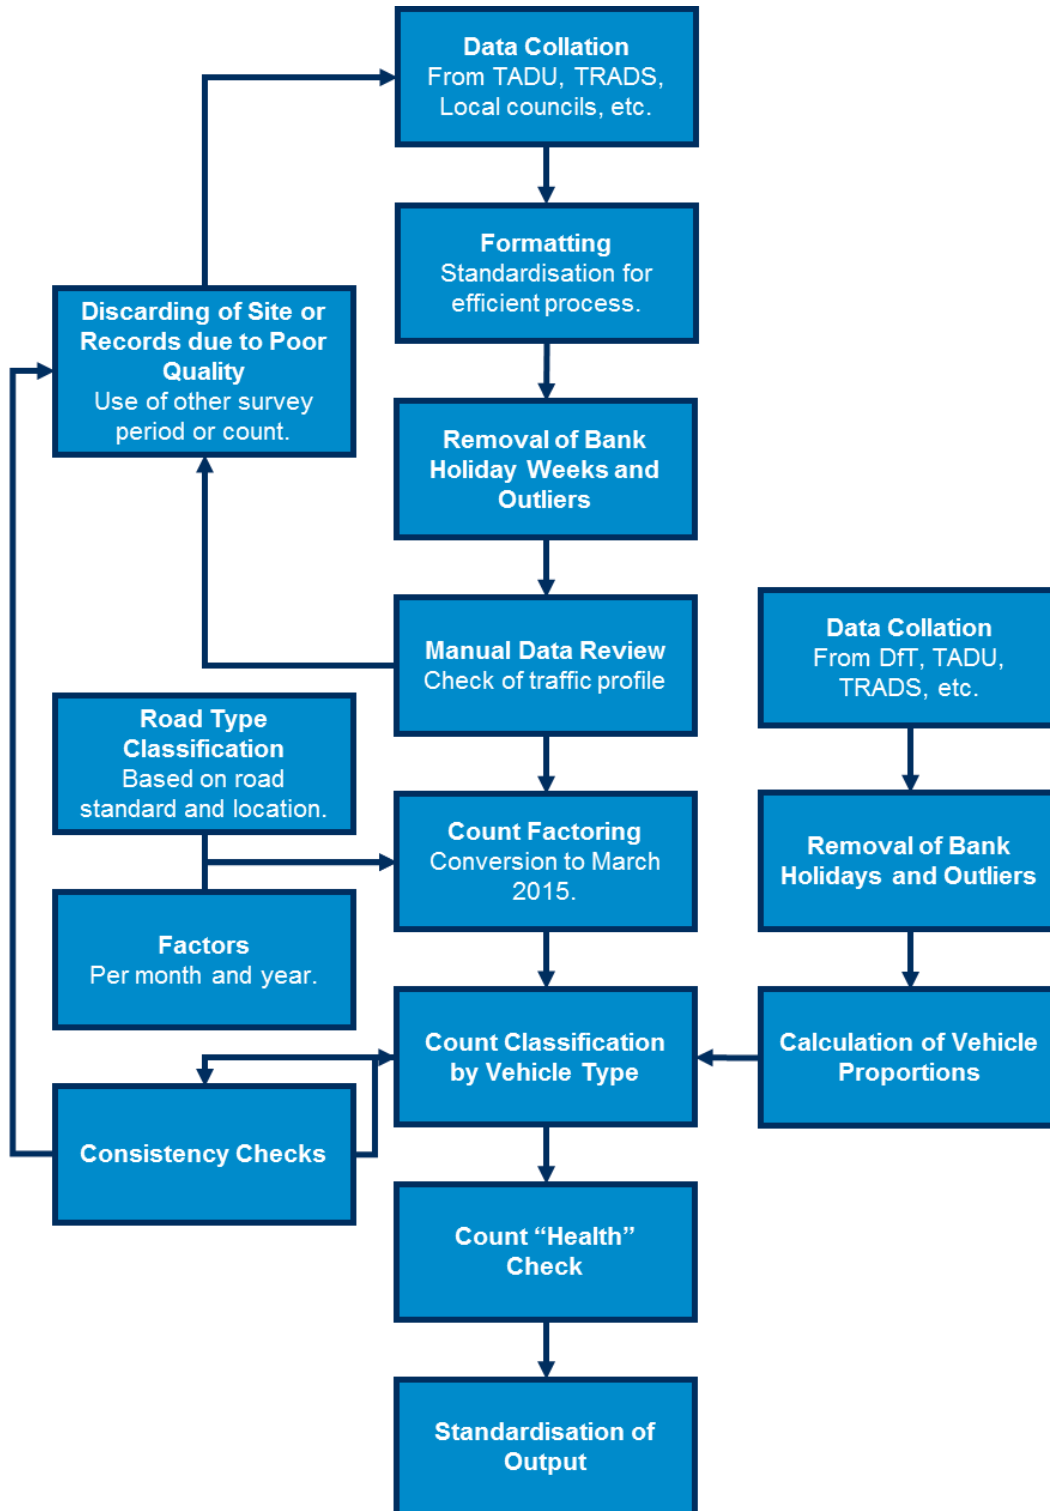 Data Collation
From TADU, TRADS,
Local councils, etc.
Formatting
Standardisation for
efficient process.
Discarding of Site or
Records due to Poor
Quality
Use of other survey
period or count.
Removal of Bank
Holiday Weeks and
Outliers
Manual Data Review
Check of traffic profile
Data Collation
From DfT, TADU,
TRADS, etc.
Road Type
Classification
Based on road
standard and location.
Count Factoring
Conversion to March
2015.
Removal of Bank
Holidays and Outliers
Factors
Per month and year.
Count Classification
by Vehicle Type
Calculation of Vehicle
Proportions
Consistency Checks
Count “Health”
Check
Standardisation of
Output